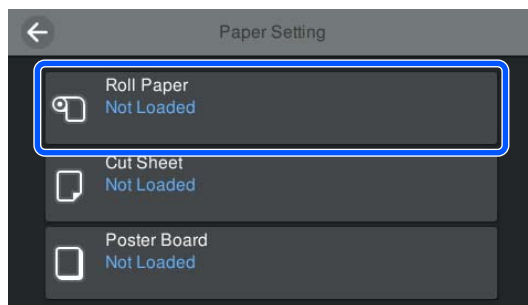 Paper Setting
Roll Paper
Not Loaded
Cut Sheet
Not Loaded
Poster Board
Not Loaded